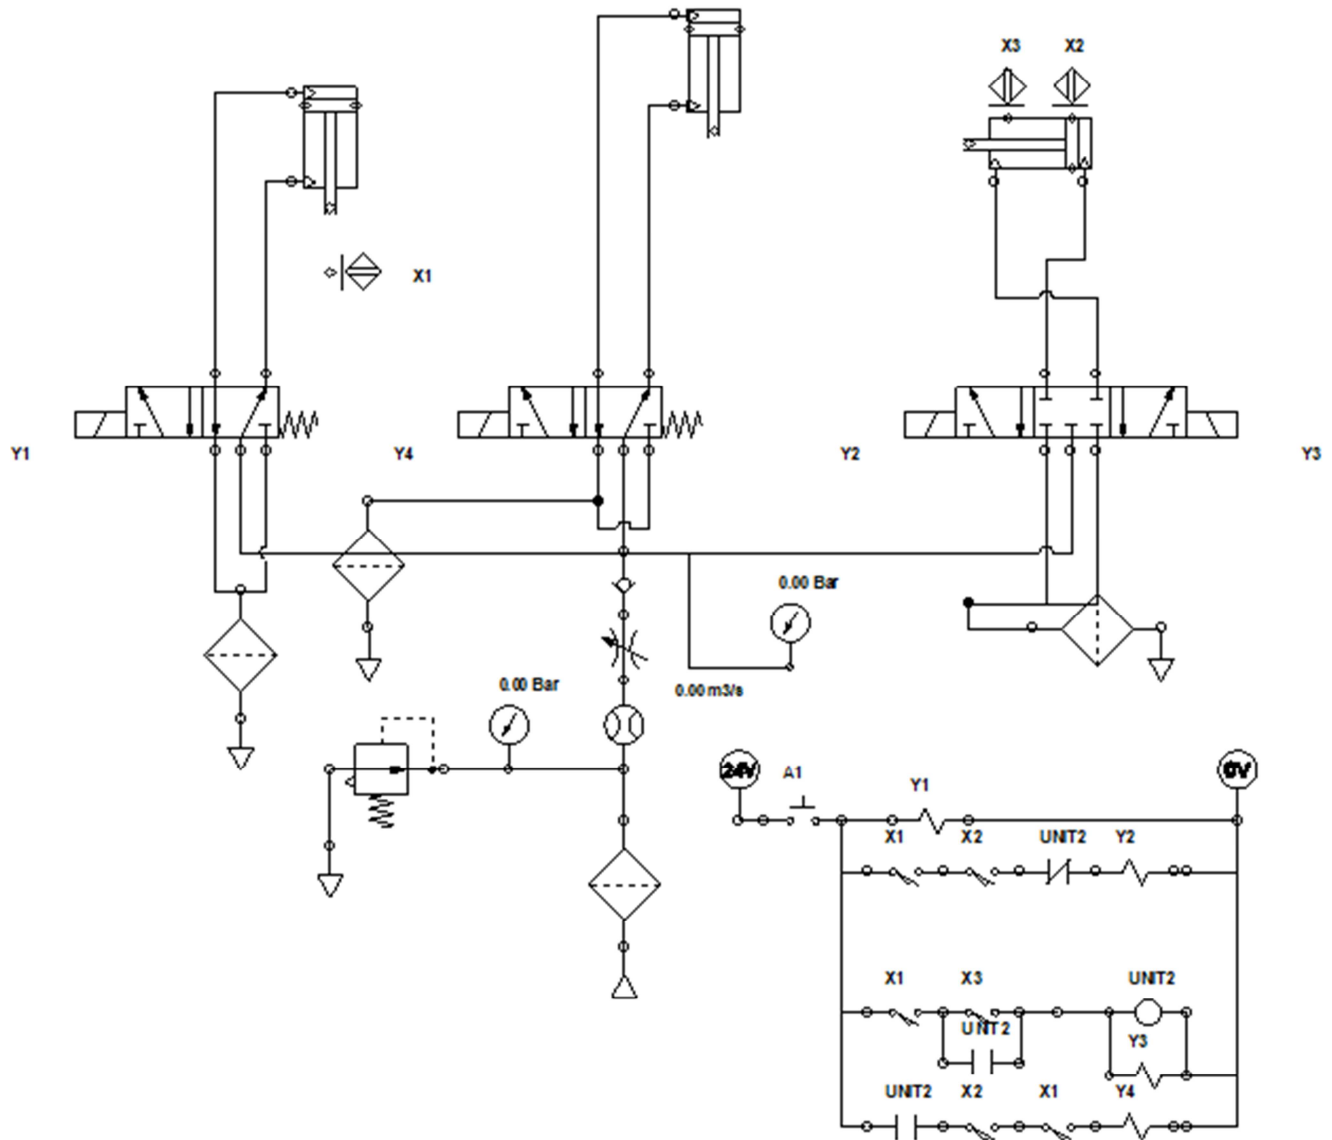 X3 X2
X1
Y1 Y4 Y2 Y3
0.00 Bar
0.00 Bar 0.00 m3/s
24V A1 0V
Y1
X1 X2 UNIT2 Y2
X1 X3 UNIT2
UNIT2
Y3
UNIT2 X2 X1 Y4